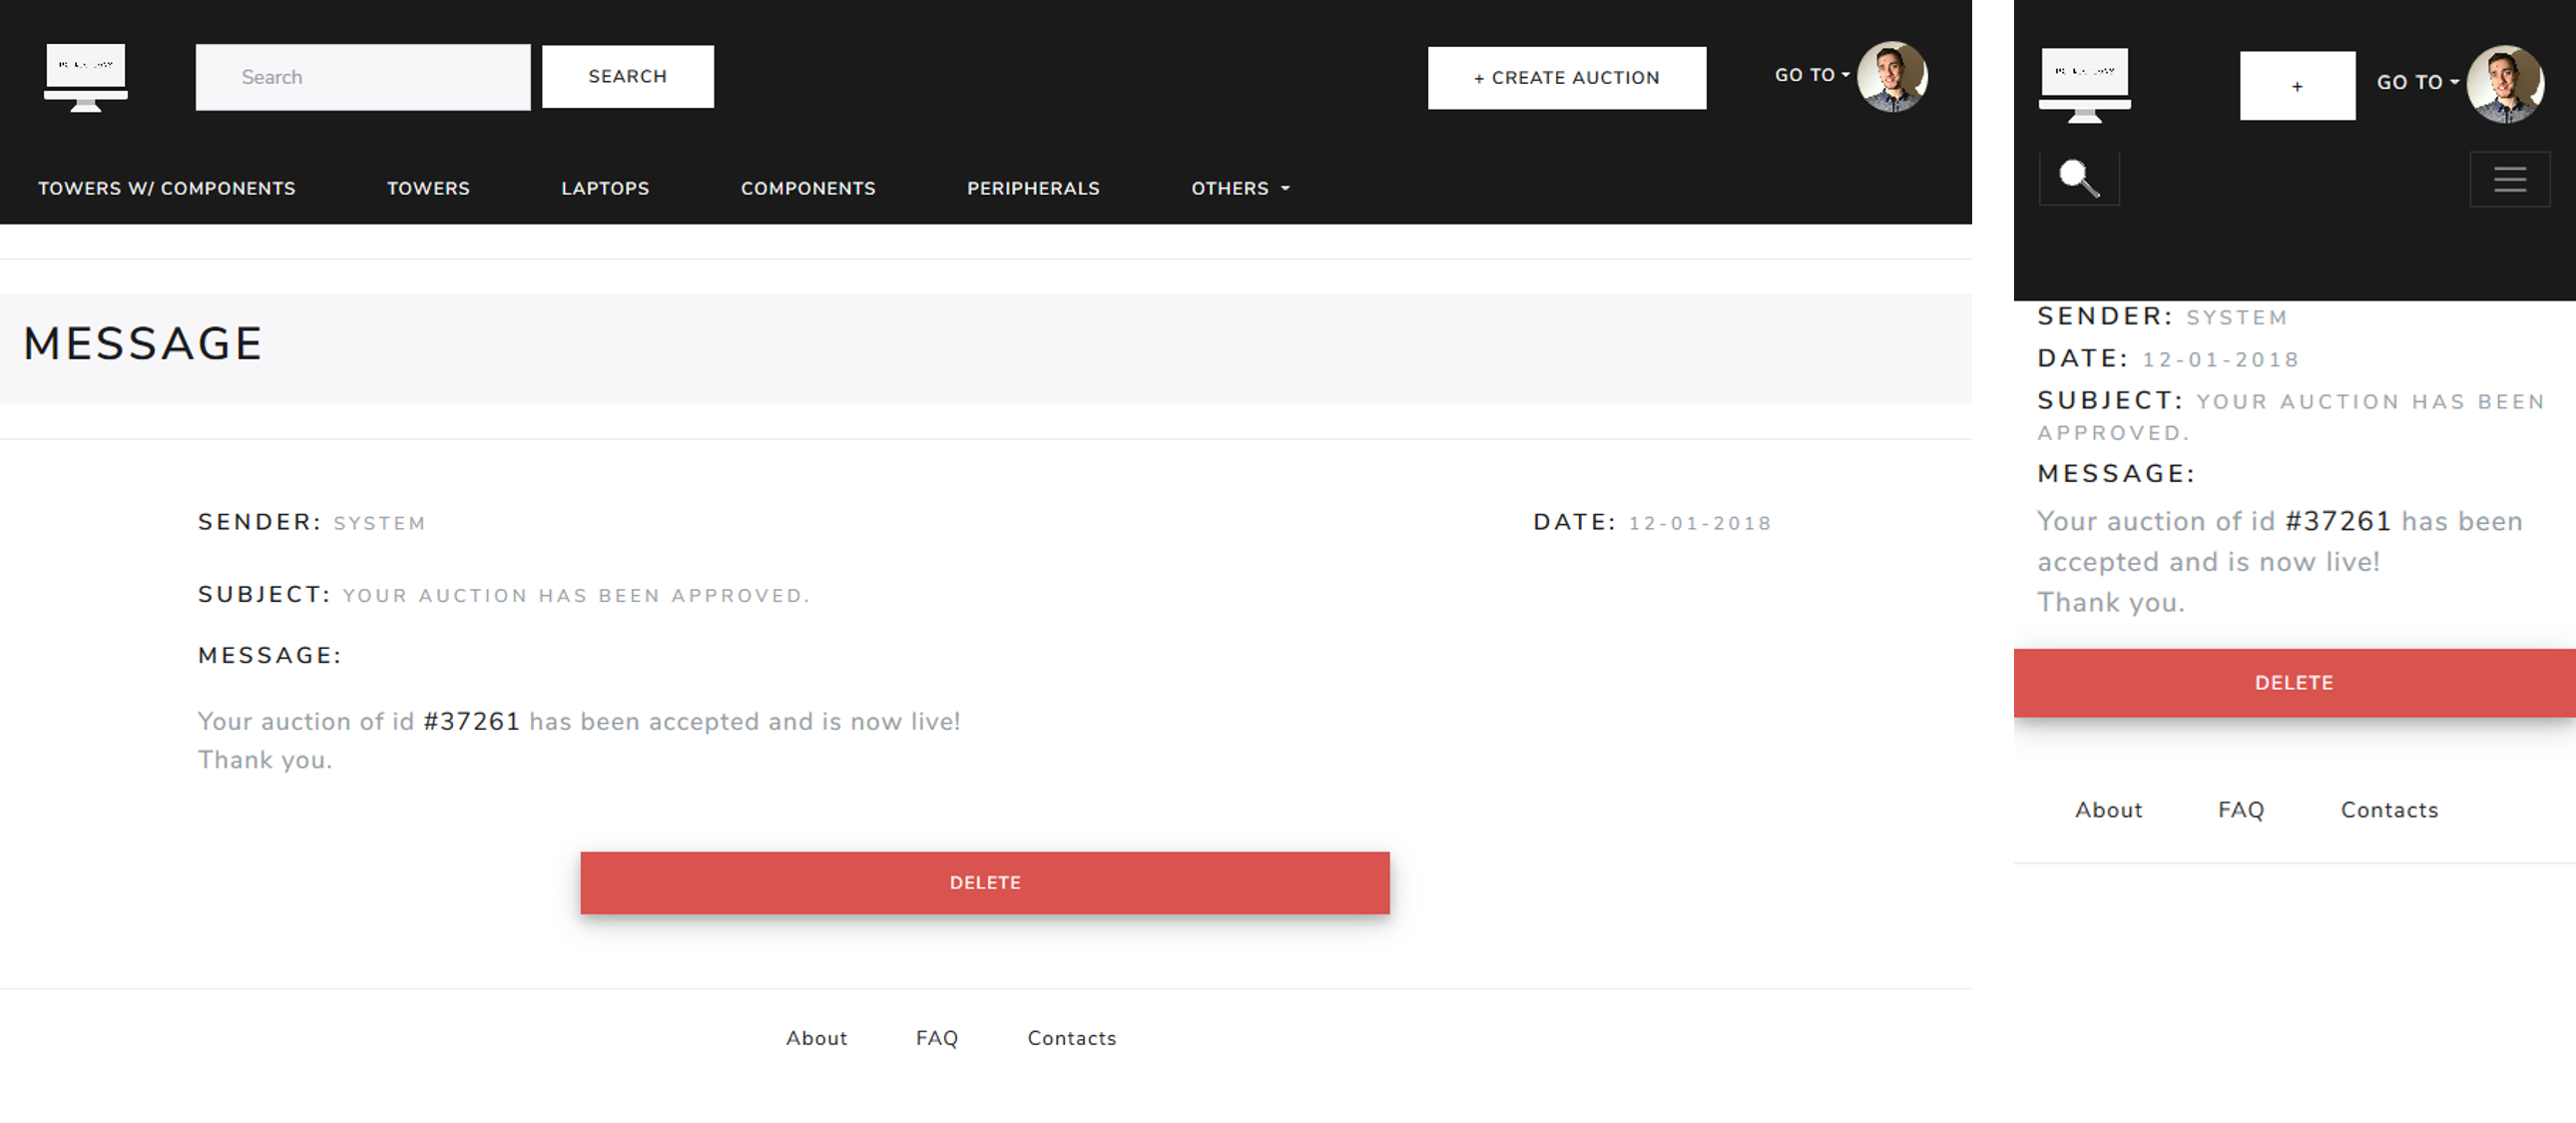 Search
SEARCH
+ CREATE AUCTION
GO TO
TOWERS W/ COMPONENTS
TOWERS
LAPTOPS
COMPONENTS
PERIPHERALS
OTHERS
MESSAGE
SENDER: SYSTEM
DATE: 12-01-2018
SUBJECT: YOUR AUCTION HAS BEEN APPROVED.
MESSAGE:
Your auction of id #37261 has been accepted and is now live!
Thank you.
DELETE
About
FAQ
Contacts
+
GO TO
SENDER: SYSTEM
DATE: 12-01-2018
SUBJECT: YOUR AUCTION HAS BEEN
APPROVED.
MESSAGE:
Your auction of id #37261 has been
accepted and is now live!
Thank you.
DELETE
About
FAQ
Contacts